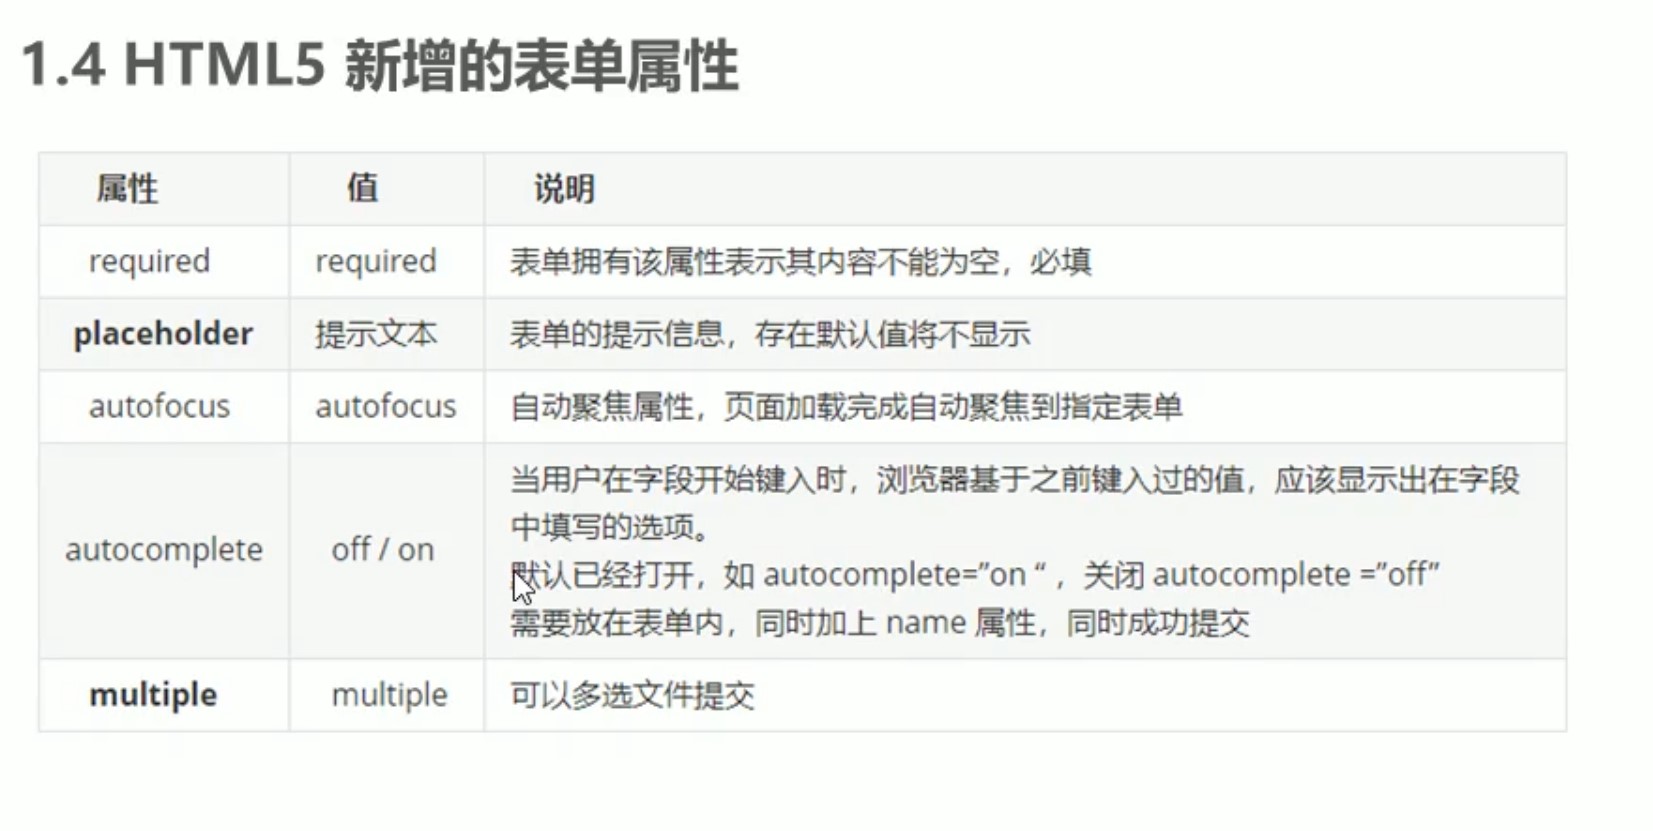 1.4 HTML5 新增的表单属性
属性 值 说明
required required 表单拥有该属性表示其内容不能为空，必填
placeholder 提示文本 表单的提示信息，存在默认值将不显示
autofocus autofocus 自动聚焦属性，页面加载完成自动聚焦到指定表单
autocomplete off / on 当用户在字段开始键入时，浏览器基于之前键入过的值，应该显示出在字段
中填写的选项。
默认已经打开，如 autocomplete=”on “ ，关闭 autocomplete =”off”
需要放在表单内，同时加上 name 属性，同时成功提交
multiple multiple 可以多选文件提交